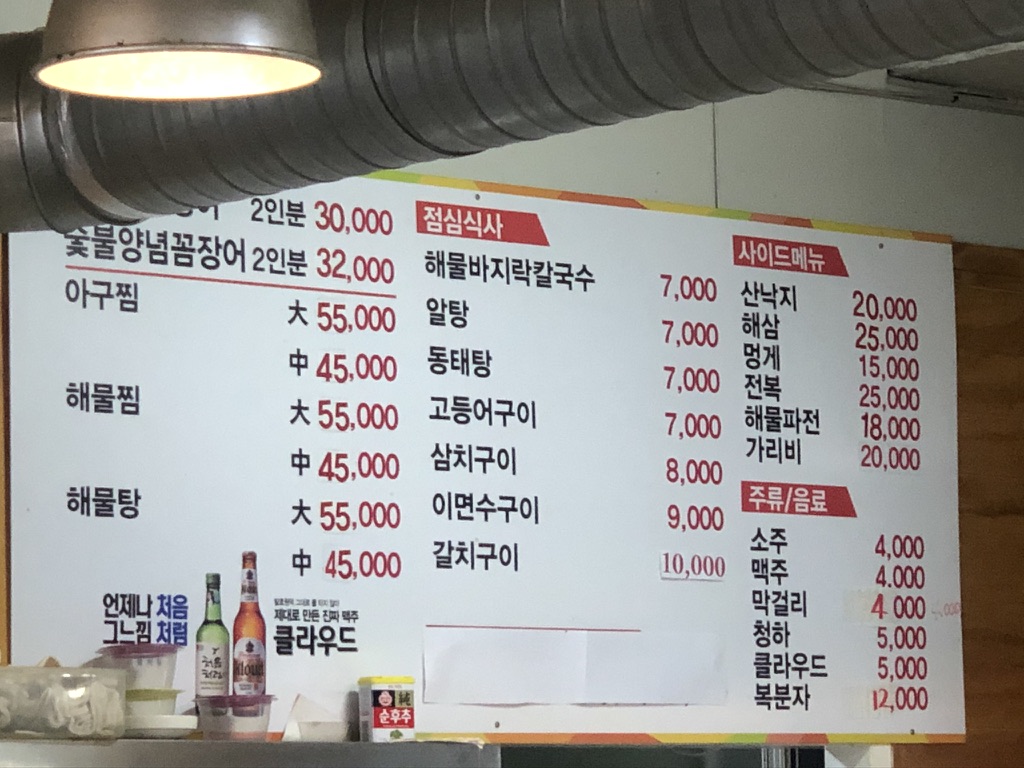 2인분 30,000
숯불양념꼼장어 2인분 32,000
아구찜 大 55,000
中 45,000
해물찜 大 55,000
中 45,000
해물탕 大 55,000
中 45,000
언제나 처음
그느낌 처럼
제대로 만든 진짜 맥주
클라우드
처음
처럼
Kloud
純
순후추
점심식사
해물바지락칼국수 7,000
알탕 7,000
동태탕 7,000
고등어구이 7,000
삼치구이 8,000
이면수구이 9,000
갈치구이 10,000
사이드메뉴
산낙지 20,000
해삼 25,000
멍게 15,000
전복 25,000
해물파전 18,000
가리비 20,000
주류/음료
소주 4,000
맥주 4.000
막걸리 4 000
청하 5,000
클라우드 5,000
복분자 12,000